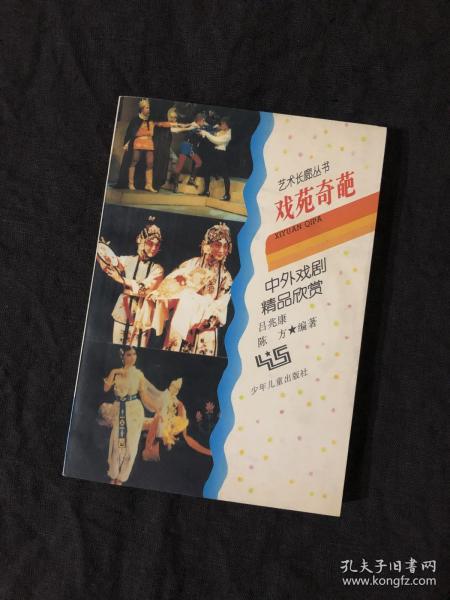 艺术长廊丛书
戏苑奇葩
XIYUAN QIPA
中外戏剧
精品欣赏
吕兆康
陈方★编著
少年儿童出版社
孔夫子旧书网
www.kongfz.com